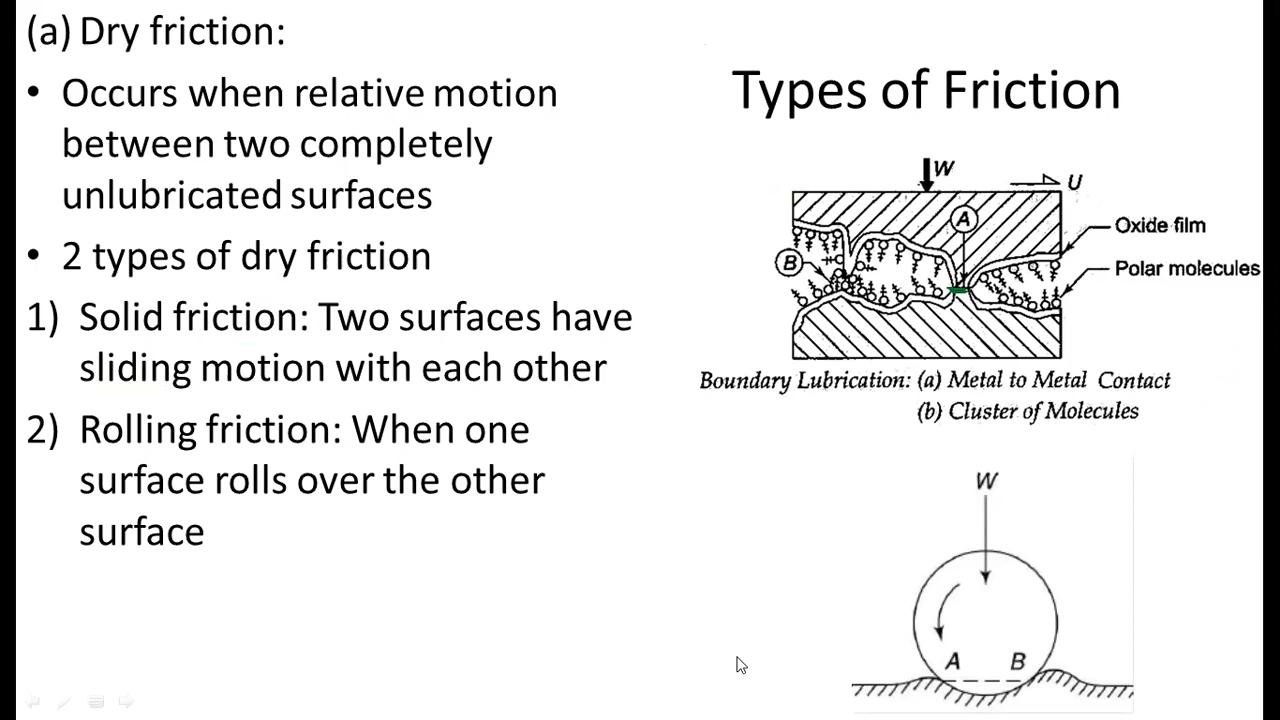 (a) Dry friction:
• Occurs when relative motion
between two completely
unlubricated surfaces
• 2 types of dry friction
1) Solid friction: Two surfaces have
sliding motion with each other
2) Rolling friction: When one
surface rolls over the other
surface
Types of Friction
W
U
A
B
Oxide film
Polar molecules
Boundary Lubrication: (a) Metal to Metal Contact
(b) Cluster of Molecules
W
A B